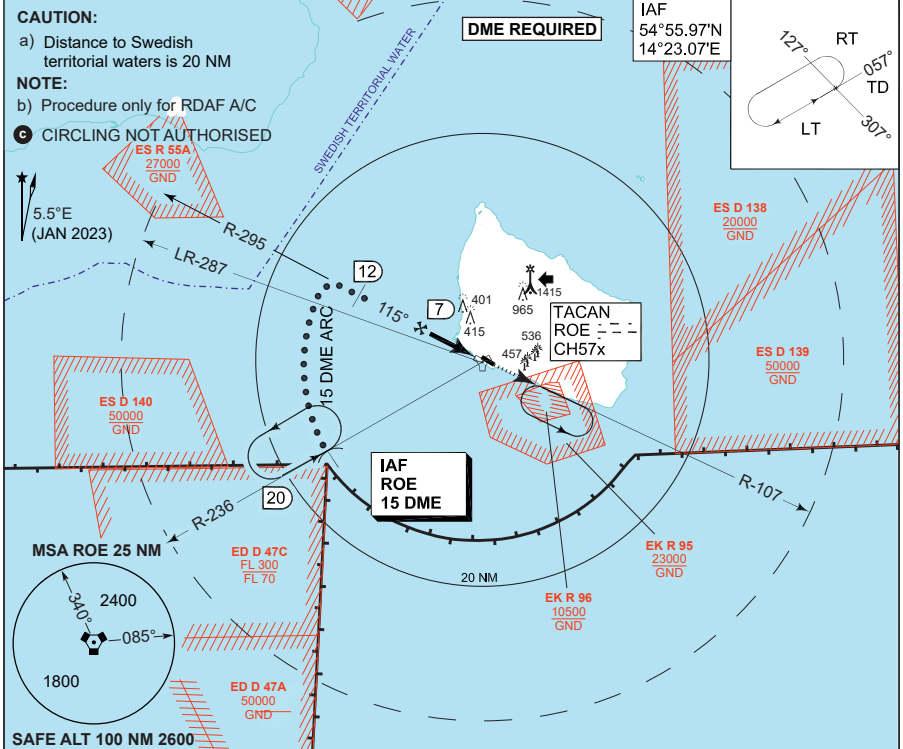 CAUTION:
a) Distance to Swedish
territorial waters is 20 NM
NOTE:
b) Procedure only for RDAF A/C
c CIRCLING NOT AUTHORISED
DME REQUIRED
IAF
54°55.97'N
14°23.07'E
127°
RT
057°
TD
LT
307°
SWEDISH TERRITORIAL WATER
ES R 55A
27000
GND
5.5°E
(JAN 2023)
R-295
LR-287
12
115°
7
15 DME ARC
401
415
1415
965
536
457
TACAN
ROE
CH57x
ES D 138
20000
GND
ES D 139
50000
GND
ES D 140
50000
GND
IAF
ROE
15 DME
20
R-236
R-107
ED D 47C
FL 300
FL 70
20 NM
EK R 95
23000
GND
EK R 96
10500
GND
MSA ROE 25 NM
340°
2400
085°
1800
ED D 47A
50000
GND
SAFE ALT 100 NM 2600